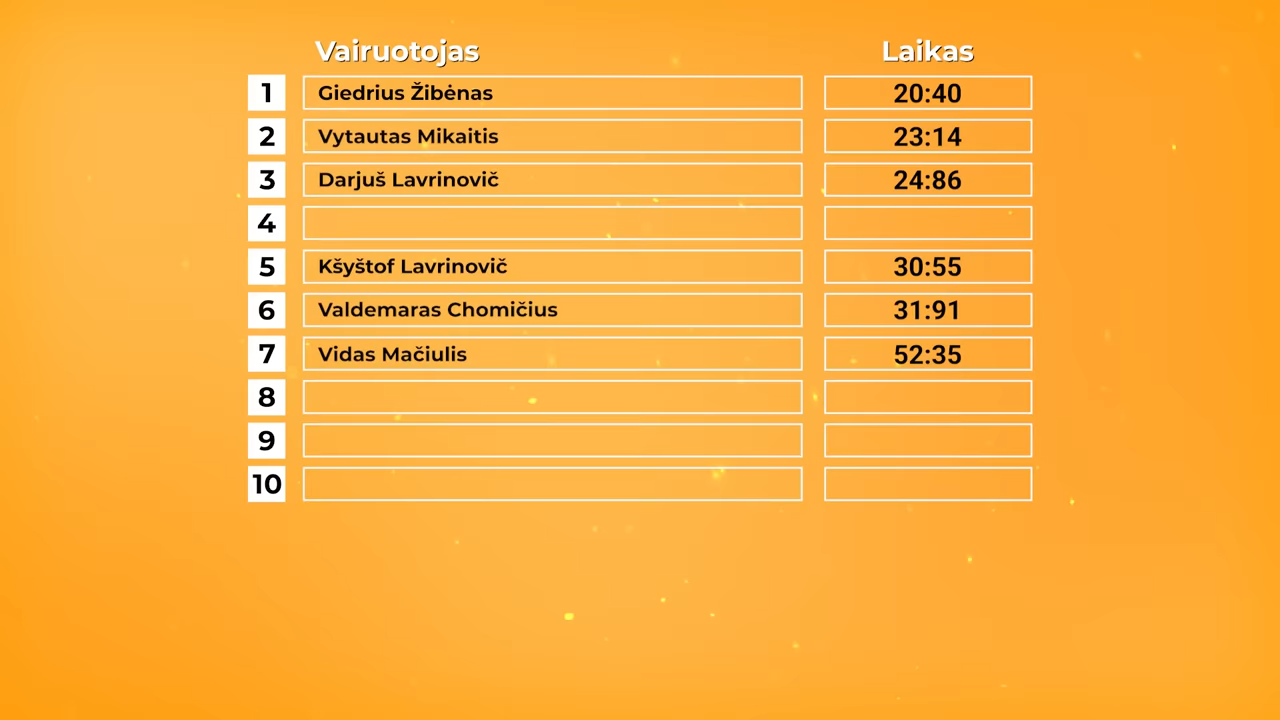 Vairuotojas Laikas
1 Giedrius Žibėnas 20:40
2 Vytautas Mikaitis 23:14
3 Darjuš Lavrinovič 24:86
4
5 Kšyštof Lavrinovič 30:55
6 Valdemaras Chomičius 31:91
7 Vidas Mačiulis 52:35
8
9
10